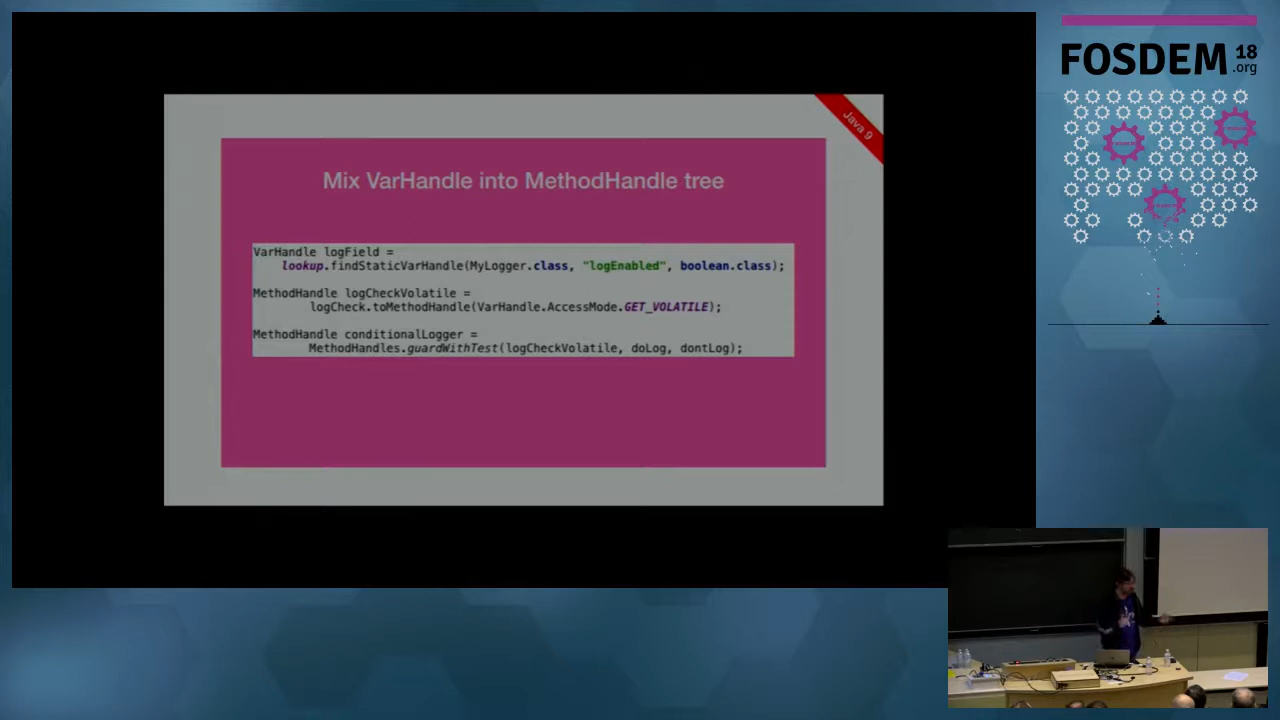 FOSDEM 18
.org
Java 9
Mix VarHandle into MethodHandle tree
VarHandle logField =
lookup.findStaticVarHandle(MyLogger.class, "logEnabled", boolean.class);
MethodHandle logCheckVolatile =
logCheck.toMethodHandle(VarHandle.AccessMode.GET_VOLATILE);
MethodHandle conditionalLogger =
MethodHandles.guardWithTest(logCheckVolatile, doLog, dontLog);